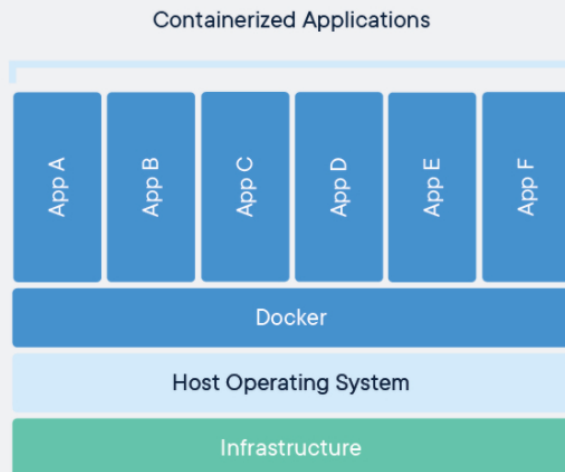 Containerized Applications
App A
App B
App C
App D
App E
App F
Docker
Host Operating System
Infrastructure